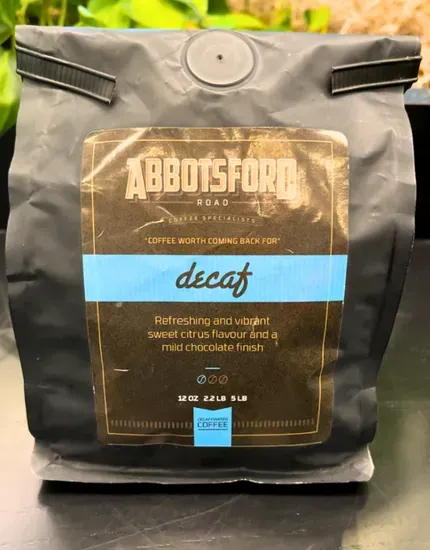 ABBOTSFORD
ROAD
COFFEE SPECIALISTS
"COFFEE WORTH COMING BACK FOR"
decaf
Refreshing and vibrant
sweet citrus flavour and a
mild chocolate finish
12 OZ 2.2 LB 5 LB
DECAFFEINATED
COFFEE